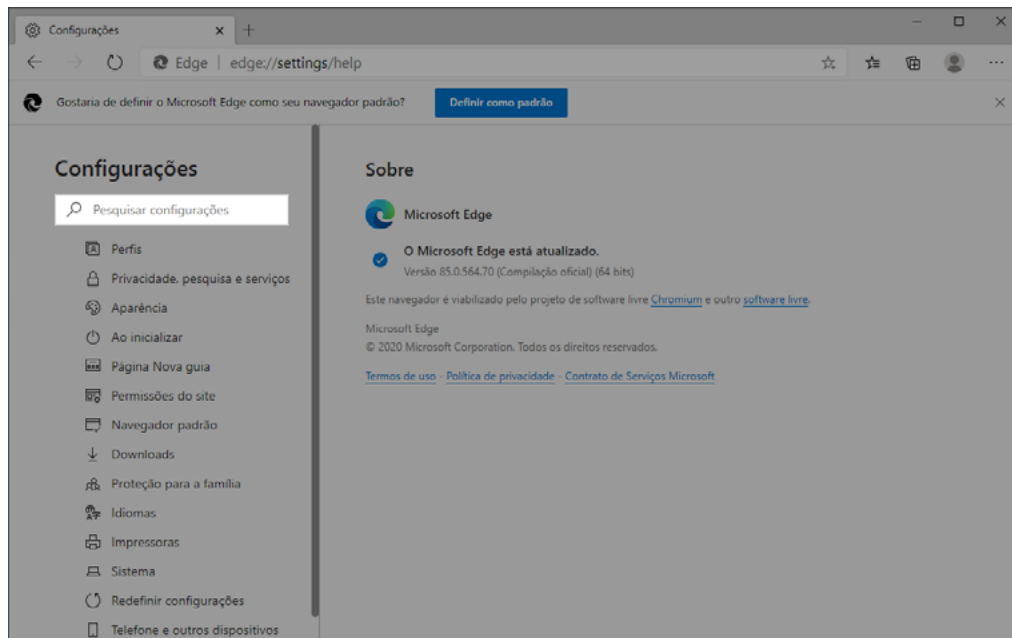 Configurações
Edge | edge://settings/help
Gostaria de definir o Microsoft Edge como seu navegador padrão?
Definir como padrão
Configurações
Pesquisar configurações
Perfis
Privacidade, pesquisa e serviços
Aparência
Ao inicializar
Página Nova guia
Permissões do site
Navegador padrão
Downloads
Proteção para a família
Idiomas
Impressoras
Sistema
Redefinir configurações
Telefone e outros dispositivos
Sobre
Microsoft Edge
O Microsoft Edge está atualizado.
Versão 85.0.564.70 (Compilação oficial) (64 bits)
Este navegador é viabilizado pelo projeto de software livre Chromium e outro software livre.
Microsoft Edge
© 2020 Microsoft Corporation. Todos os direitos reservados.
Termos de uso - Política de privacidade - Contrato de Serviços Microsoft